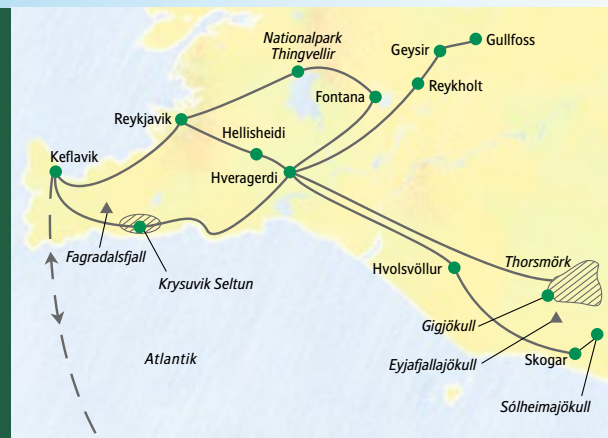 Nationalpark
Thingvellir
Geysir
Gullfoss
Fontana
Reykholt
Reykjavik
Hellisheidi
Keflavik
Hveragerdi
Fagradalsfjall
Krysuvik Seltun
Hvolsvöllur
Thorsmörk
Gigjökull
Eyjafjallajökull
Skogar
Atlantik
Sólheimajökull